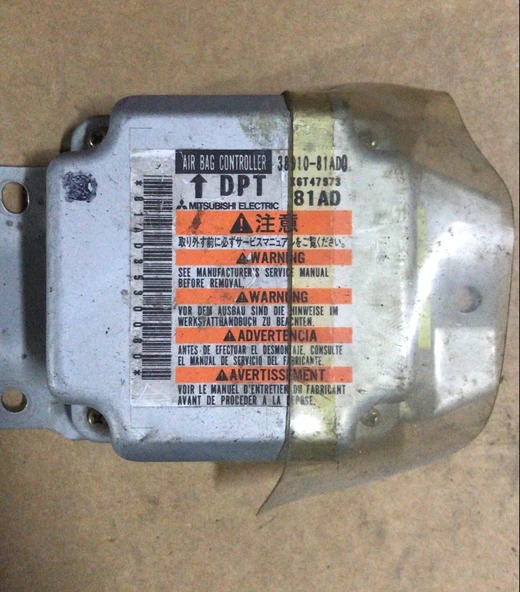 AIR BAG CONTROLLER 38910-81AD0
↑ DPT
MITSUBISHI ELECTRIC 81AD
注意
取り外す前に必ずサービスマニュアルをご覧ください。
WARNING
SEE MANUFACTURER'S SERVICE MANUAL
BEFORE REMOVAL.
WARNUNG
VOR DEM AUSBAU SIND DIE HINWEISE IM
WERKSTATTHANDBUCH ZU BEACHTEN.
ADVERTENCIA
ANTES DE EFECTUAR EL DESMONTAJE, CONSULTE
EL MANUAL DE SERVICIO DEL FABRICANTE.
AVERTISSEMENT
VOIR LE MANUEL D'ENTRETIEN DU FABRICANT
AVANT DE PROCEDER A LA DEPOSE.